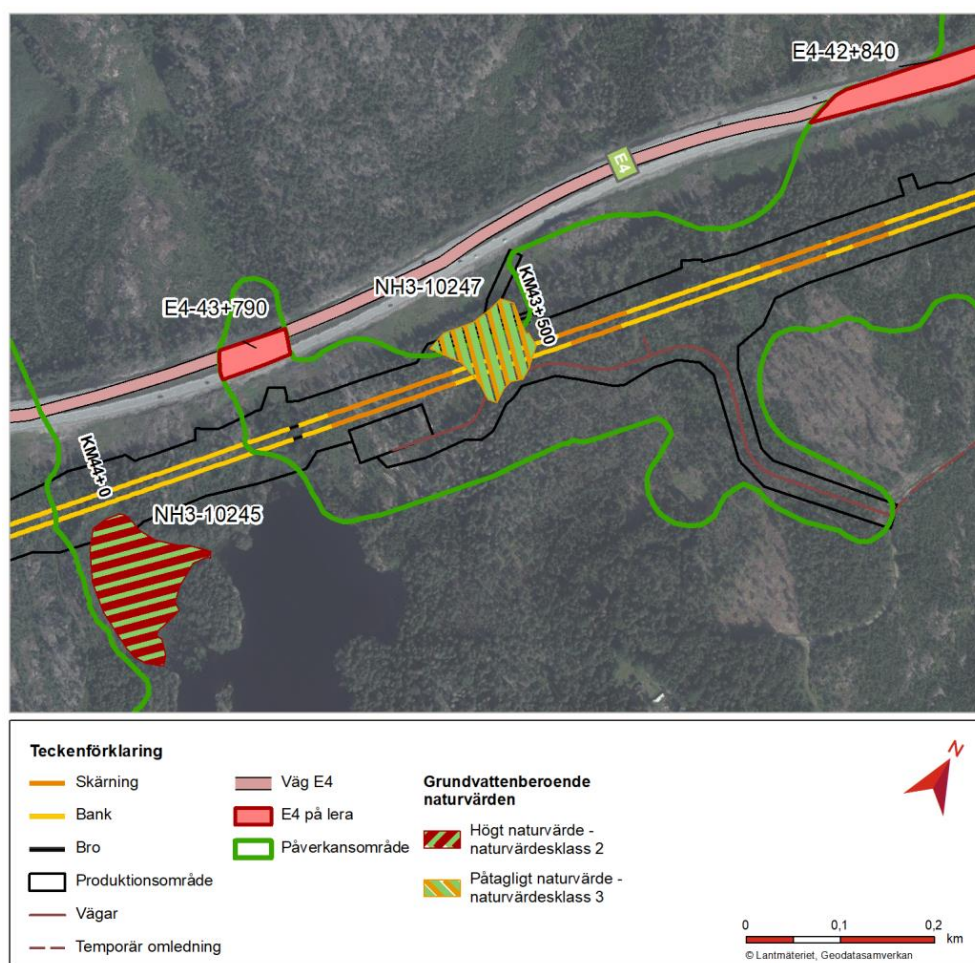 E4-42+840
E4
NH3-10247
KM43+500
E4-43+790
KM44+0
NH3-10245
Teckenförklaring
Skärning
Bank
Bro
Produktionsområde
Vägar
Temporär omledning
Väg E4
E4 på lera
Påverkansområde
Grundvattenberoende
naturvärden
Högt naturvärde -
naturvärdesklass 2
Påtagligt naturvärde -
naturvärdesklass 3
N
0 0,1 0,2
km
© Lantmäteriet, Geodatasamverkan